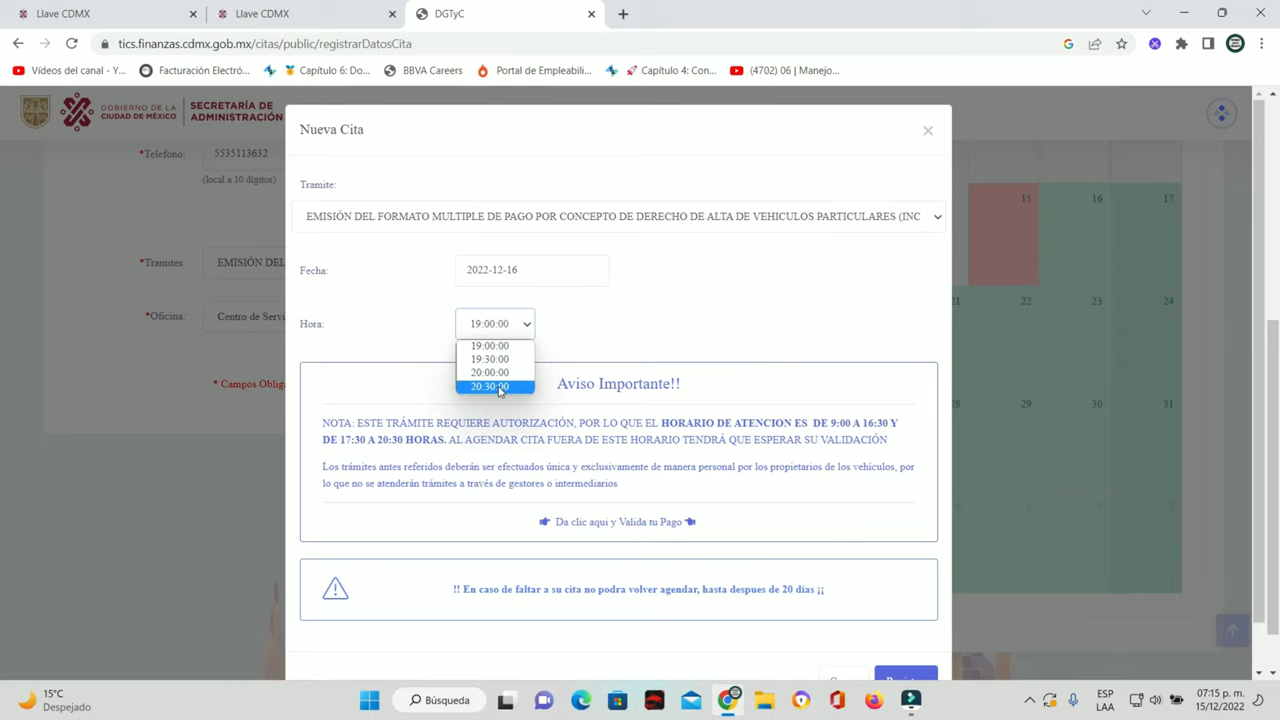 Llave CDMX
Llave CDMX
DGTyC
tics.finanzas.cdmx.gob.mx/citas/public/registrarDatosCita
Vídeos del canal - Y...
Facturación Electró...
Capítulo 6: Do...
BBVA Careers
Portal de Empleabili...
Capítulo 4: Con...
(4702) 06 | Manejo...
GOBIERNO DE LA
CIUDAD DE MÉXICO
SECRETARÍA DE
ADMINISTRACIÓN
Nueva Cita
*Telefono:
5535113632
(local a 10 digitos)
Tramite:
EMISIÓN DEL FORMATO MULTIPLE DE PAGO POR CONCEPTO DE DERECHO DE ALTA DE VEHICULOS PARTICULARES (INC
15
16
17
*Tramites:
EMISIÓN DEL
Fecha:
2022-12-16
*Oficina:
Centro de Servi
Hora:
19:00:00
19:00:00
19:30:00
20:00:00
20:30:00
21
22
23
24
* Campos Obliga
Aviso Importante!!
NOTA: ESTE TRÁMITE REQUIERE AUTORIZACIÓN, POR LO QUE EL HORARIO DE ATENCION ES DE 9:00 A 16:30 Y
DE 17:30 A 20:30 HORAS. AL AGENDAR CITA FUERA DE ESTE HORARIO TENDRÁ QUE ESPERAR SU VALIDACIÓN
28
29
30
31
Los trámites antes referidos deberán ser efectuados única y exclusivamente de manera personal por los propietarios de los vehículos, por
lo que no se atenderán trámites a través de gestores o intermediarios
Da clic aqui y Valida tu Pago
!! En caso de faltar a su cita no podra volver agendar, hasta despues de 20 días ¡¡
15°C
Despejado
Búsqueda
ESP
LAA
07:15 p. m.
15/12/2022